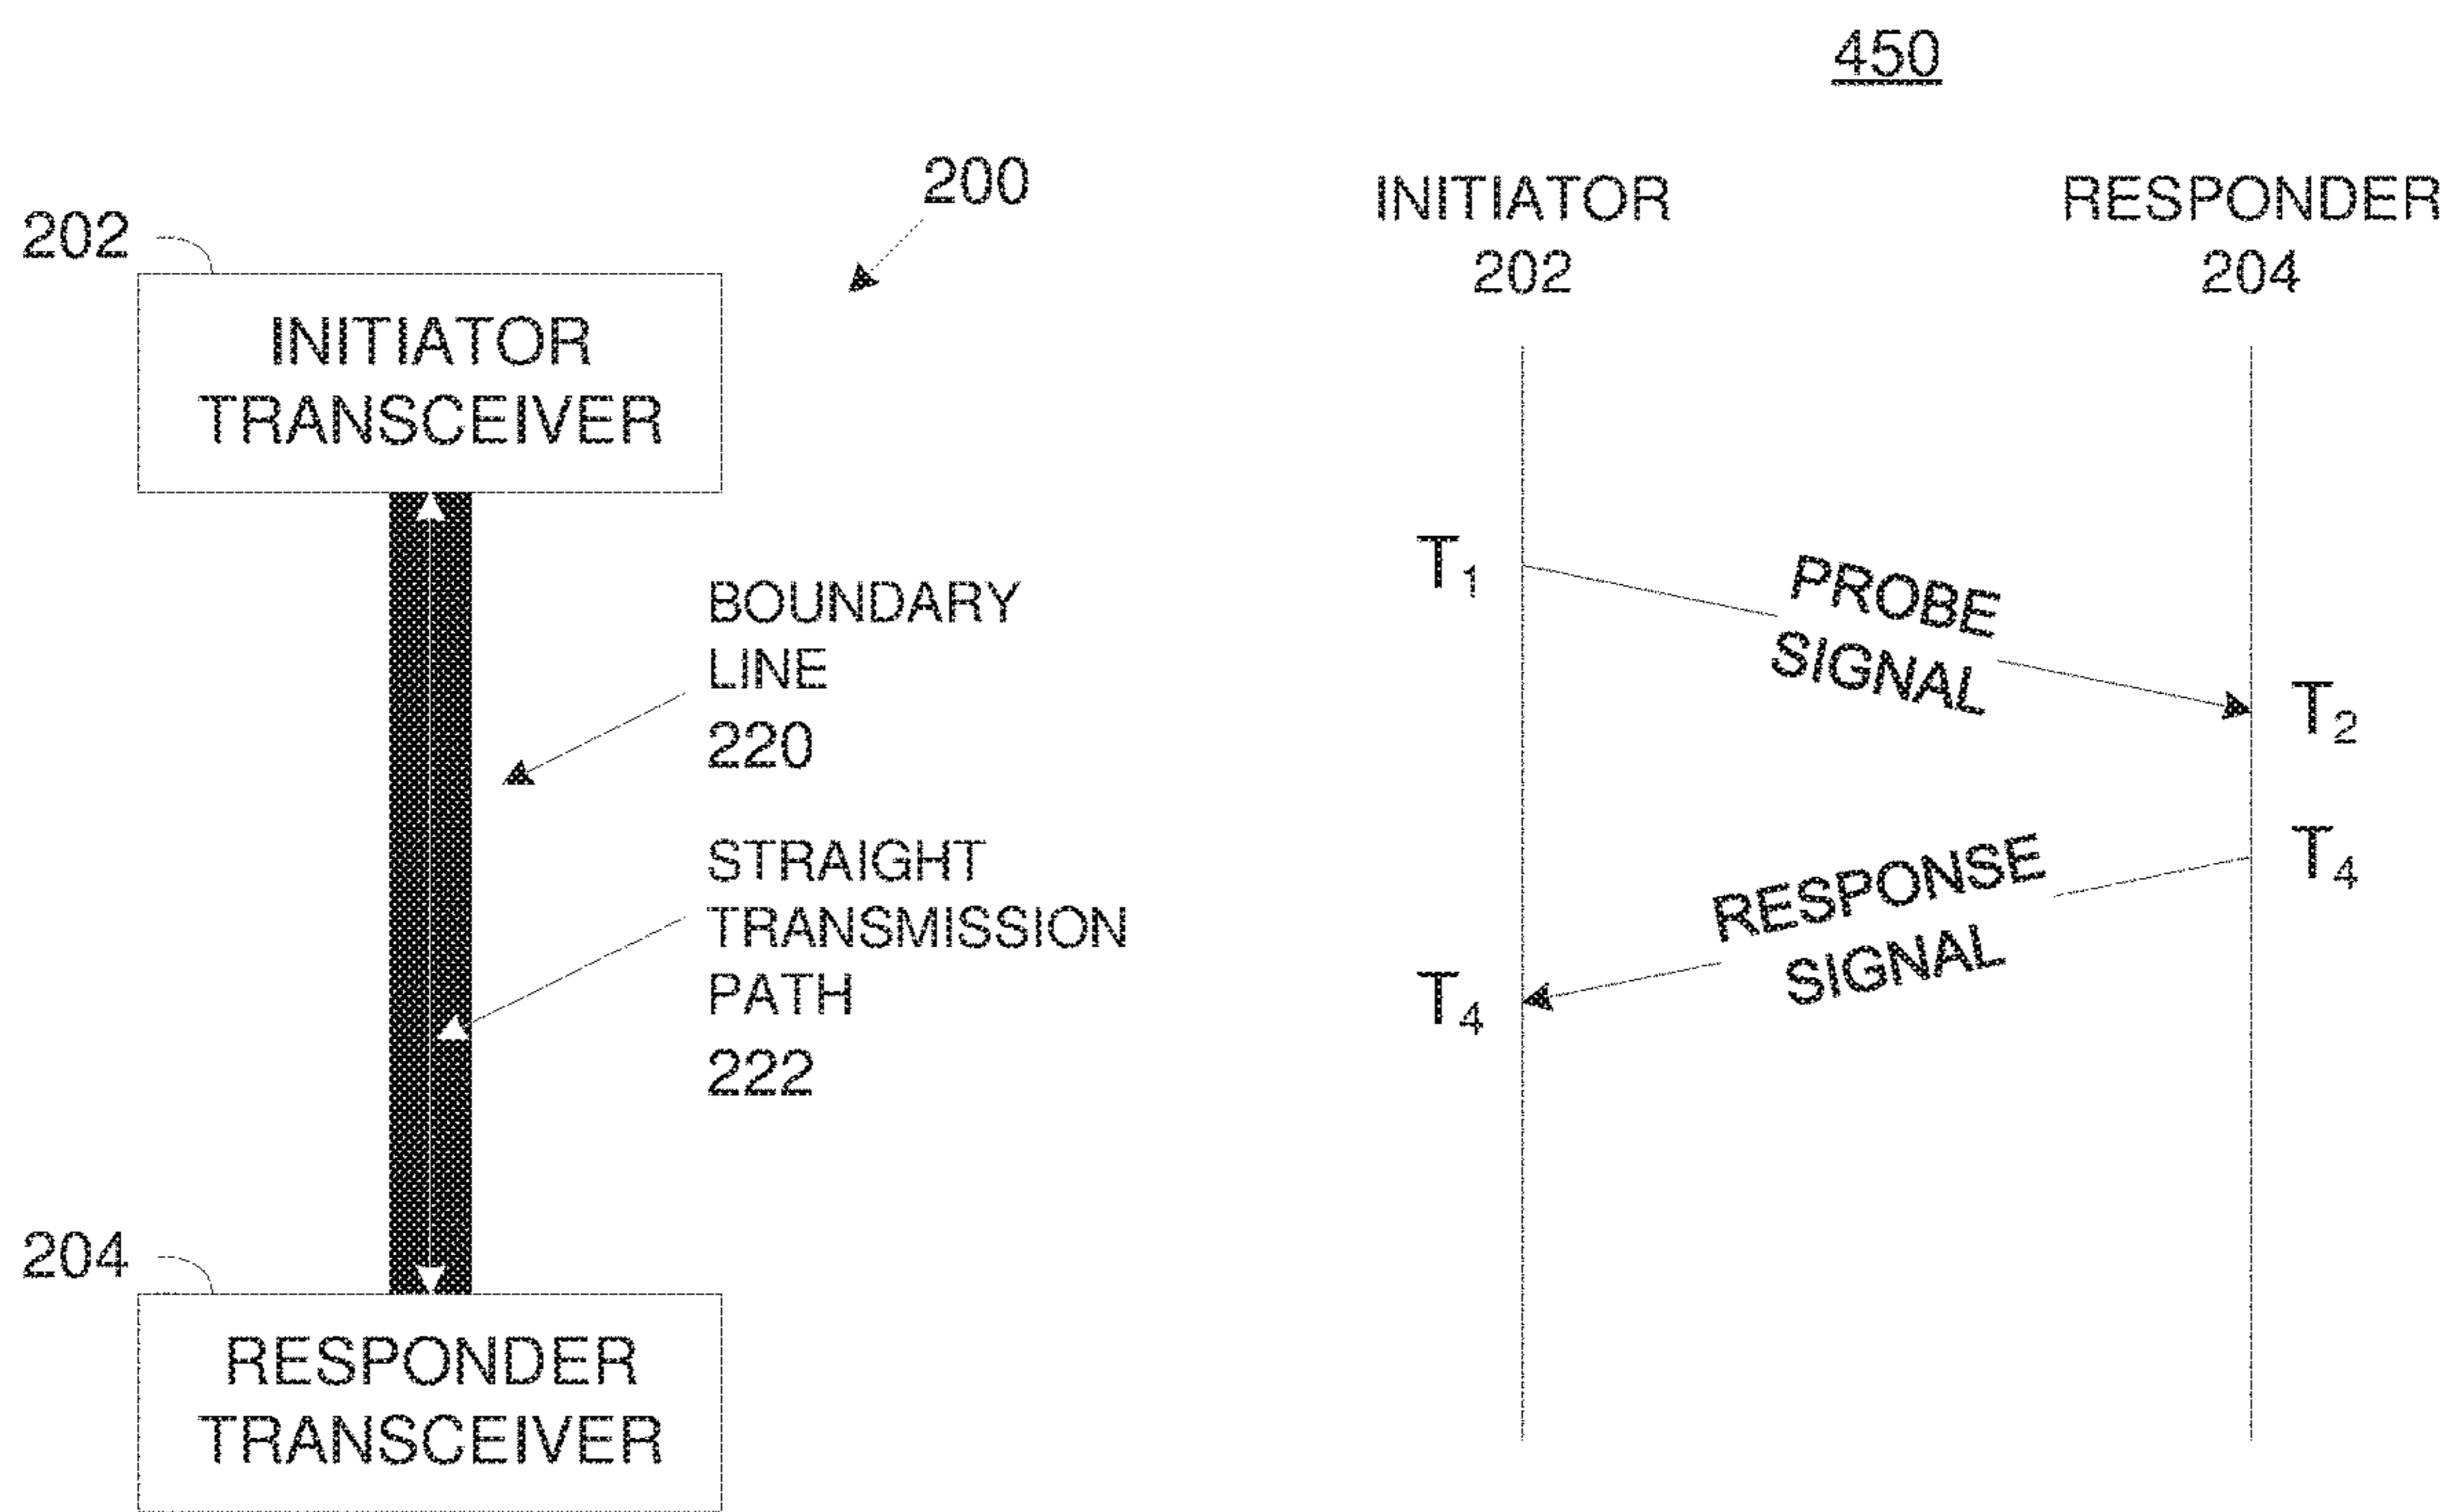 200
202
INITIATOR
TRANSCEIVER
BOUNDARY
LINE
220
STRAIGHT
TRANSMISSION
PATH
222
204
RESPONDER
TRANSCEIVER
450
INITIATOR
202
RESPONDER
204
T₁
PROBE
SIGNAL
T₂
T₄
RESPONSE
SIGNAL
T₄